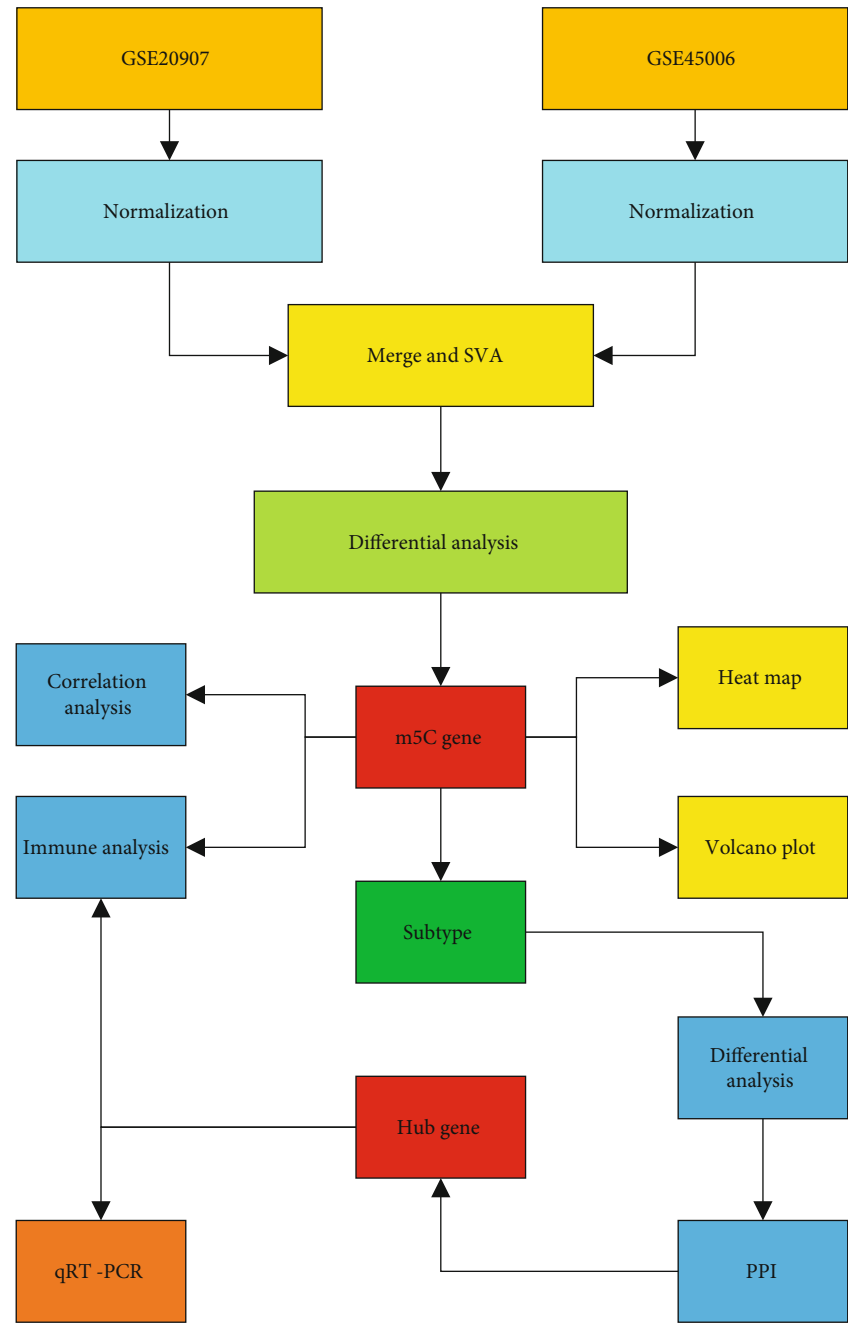 GSE20907
GSE45006
Normalization
Normalization
Merge and SVA
Differential analysis
Correlation
analysis
Heat map
m5C gene
Immune analysis
Volcano plot
Subtype
Differential
analysis
Hub gene
qRT -PCR
PPI